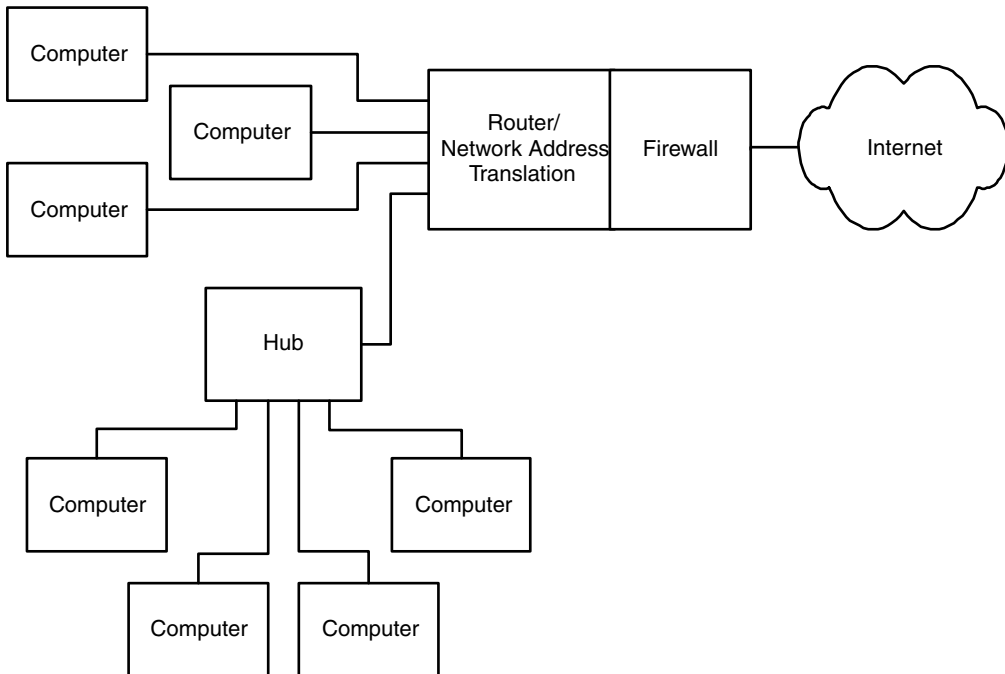 Computer
Computer
Computer
Router/
Network Address
Translation
Firewall
Internet
Hub
Computer
Computer
Computer
Computer